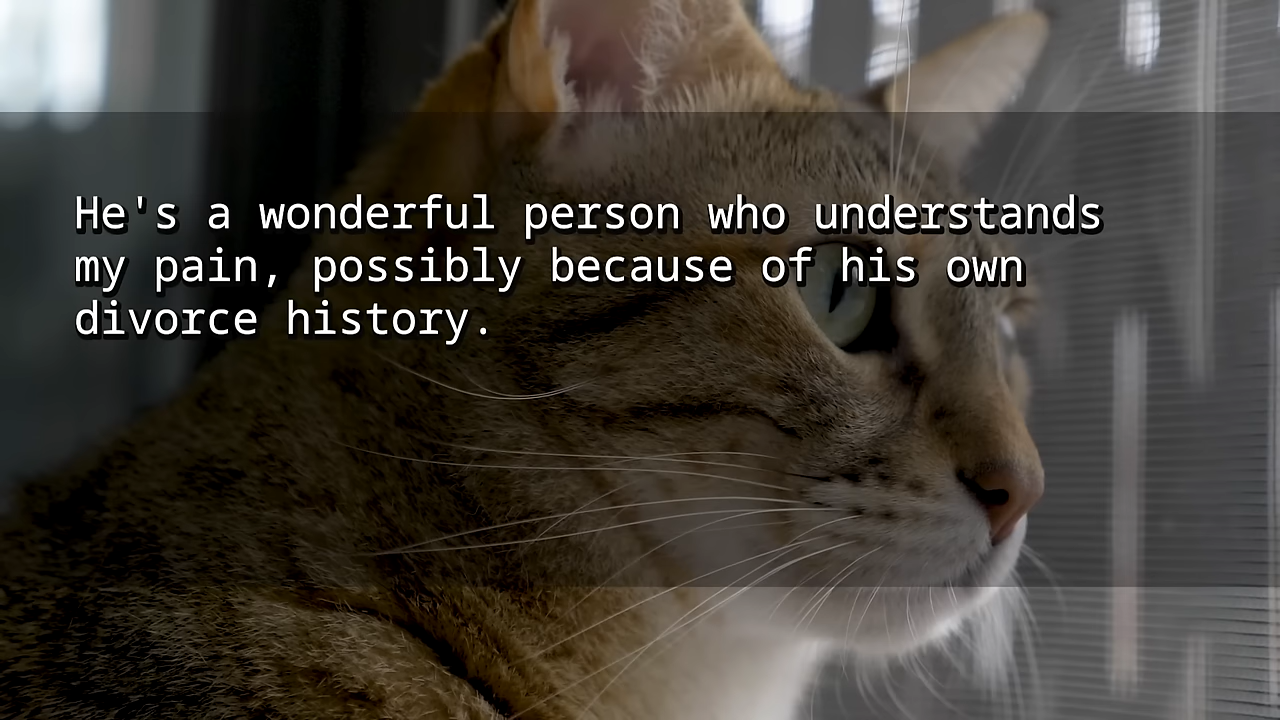 He's a wonderful person who understands
my pain, possibly because of his own
divorce history.